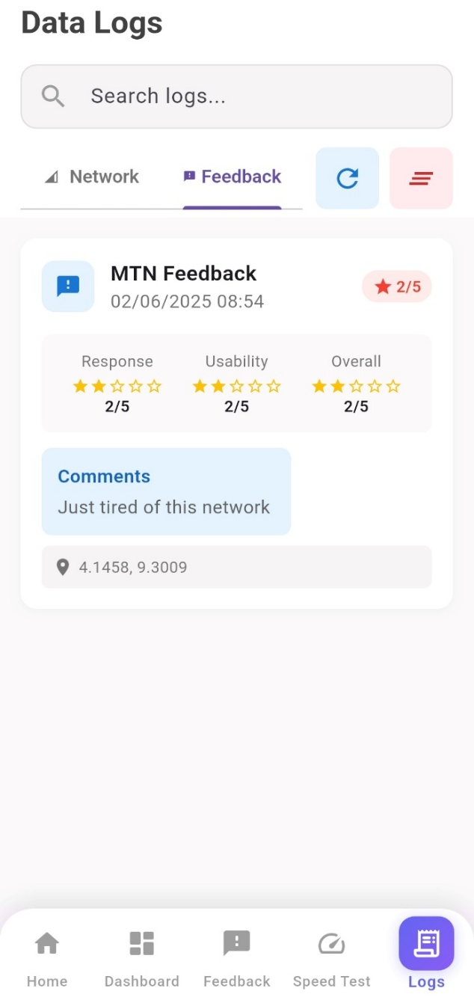 Data Logs
Search logs...
Network Feedback
MTN Feedback
02/06/2025 08:54
2/5
Response Usability Overall
2/5 2/5 2/5
Comments
Just tired of this network
4.1458, 9.3009
Home Dashboard Feedback Speed Test Logs